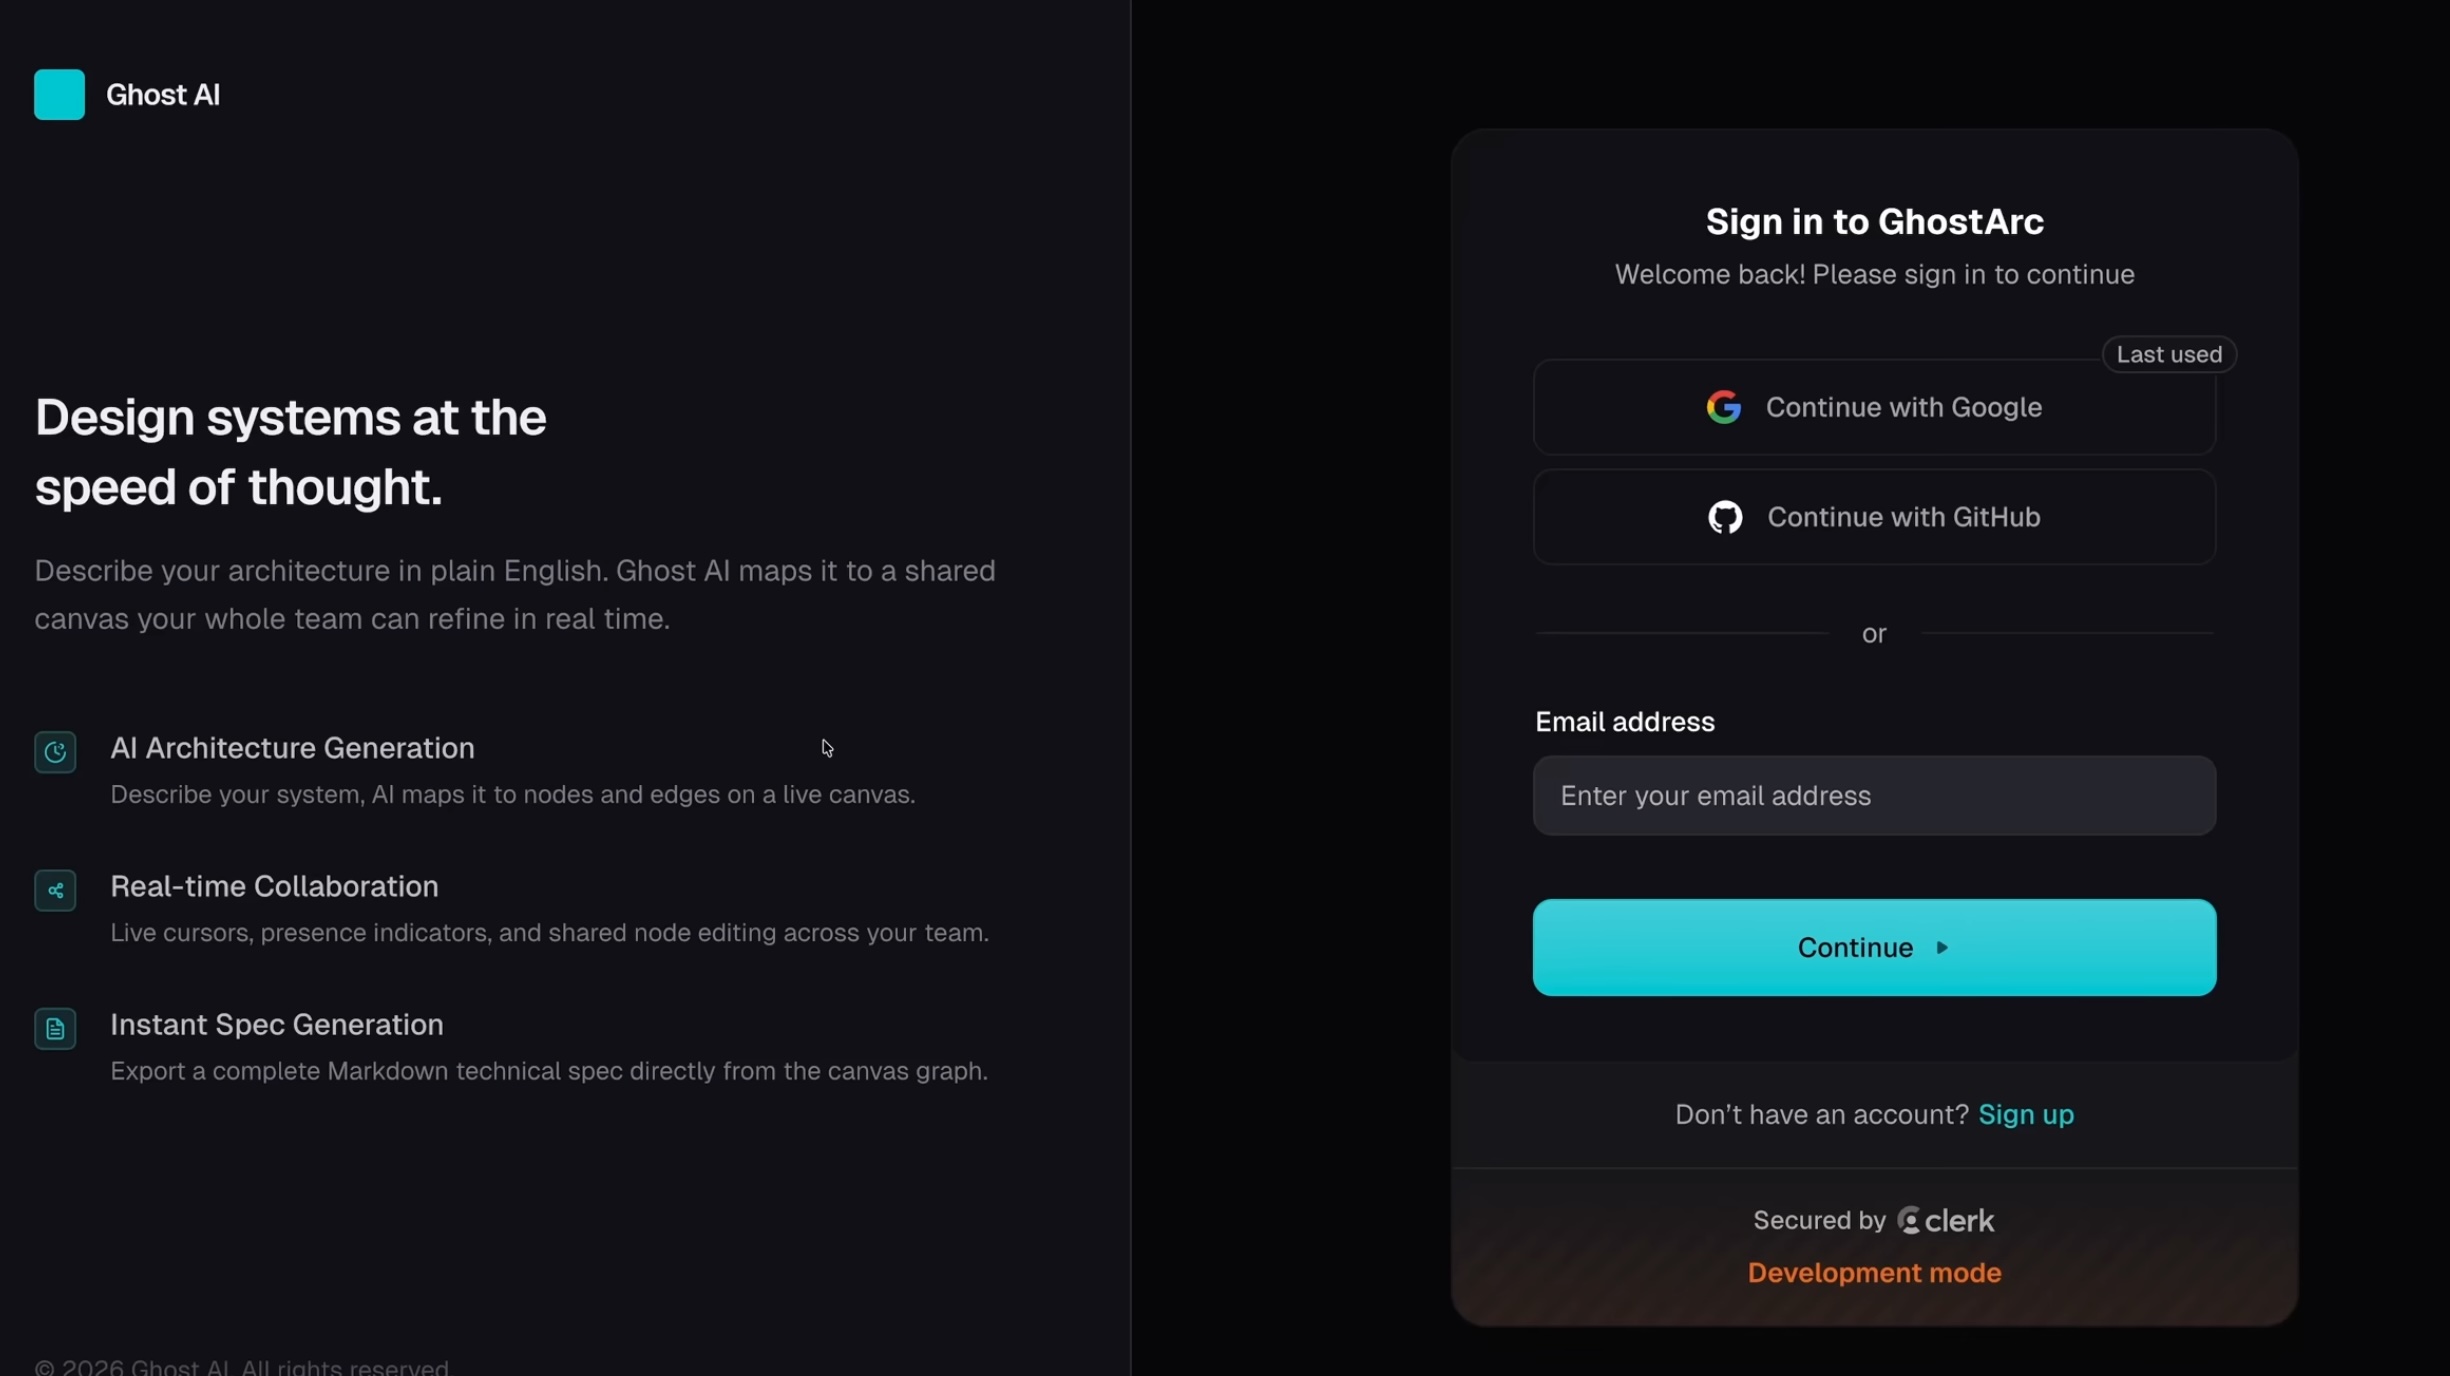 Ghost AI
Design systems at the
speed of thought.
Describe your architecture in plain English. Ghost AI maps it to a shared
canvas your whole team can refine in real time.
AI Architecture Generation
Describe your system, AI maps it to nodes and edges on a live canvas.
Real-time Collaboration
Live cursors, presence indicators, and shared node editing across your team.
Instant Spec Generation
Export a complete Markdown technical spec directly from the canvas graph.
© 2026 Ghost AI. All rights reserved.
Sign in to GhostArc
Welcome back! Please sign in to continue
Last used
Continue with Google
Continue with GitHub
or
Email address
Enter your email address
Continue
Don’t have an account? Sign up
Secured by clerk
Development mode